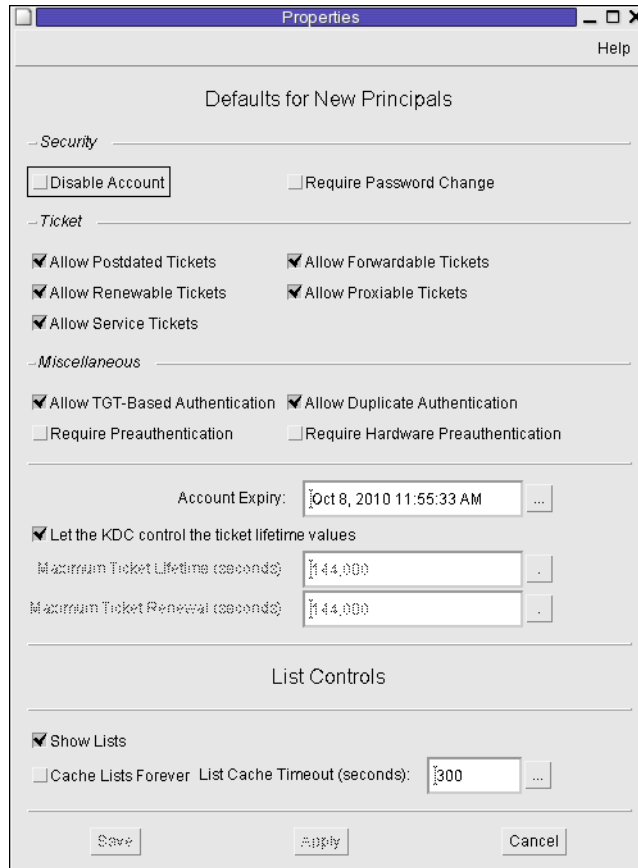 Properties
Help
Defaults for New Principals
Security
Disable Account Require Password Change
Ticket
Allow Postdated Tickets Allow Forwardable Tickets
Allow Renewable Tickets Allow Proxiable Tickets
Allow Service Tickets
Miscellaneous
Allow TGT-Based Authentication Allow Duplicate Authentication
Require Preauthentication Require Hardware Preauthentication
Account Expiry: Oct 8, 2010 11:55:33 AM ...
Let the KDC control the ticket lifetime values
Maximum Ticket Lifetime (seconds) 144,000 .
Maximum Ticket Renewal (seconds) 144,000 .
List Controls
Show Lists
Cache Lists Forever List Cache Timeout (seconds): 300 ...
Save Apply Cancel